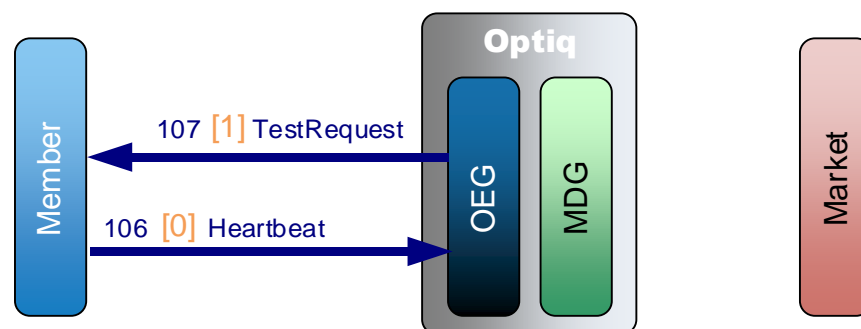 Optiq
Member
107 [1] TestRequest
106 [0] Heartbeat
OEG
MDG
Market